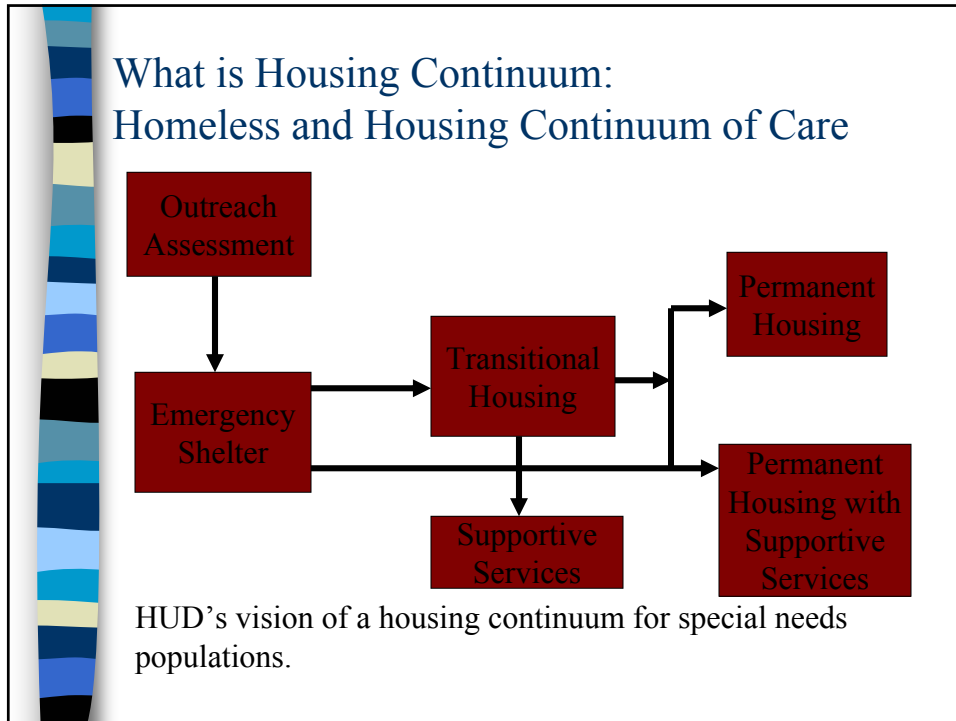 What is Housing Continuum:
Homeless and Housing Continuum of Care
Outreach
Assessment
Emergency
Shelter
Transitional
Housing
Supportive
Services
Permanent
Housing
Permanent
Housing with
Supportive
Services
HUD’s vision of a housing continuum for special needs
populations.